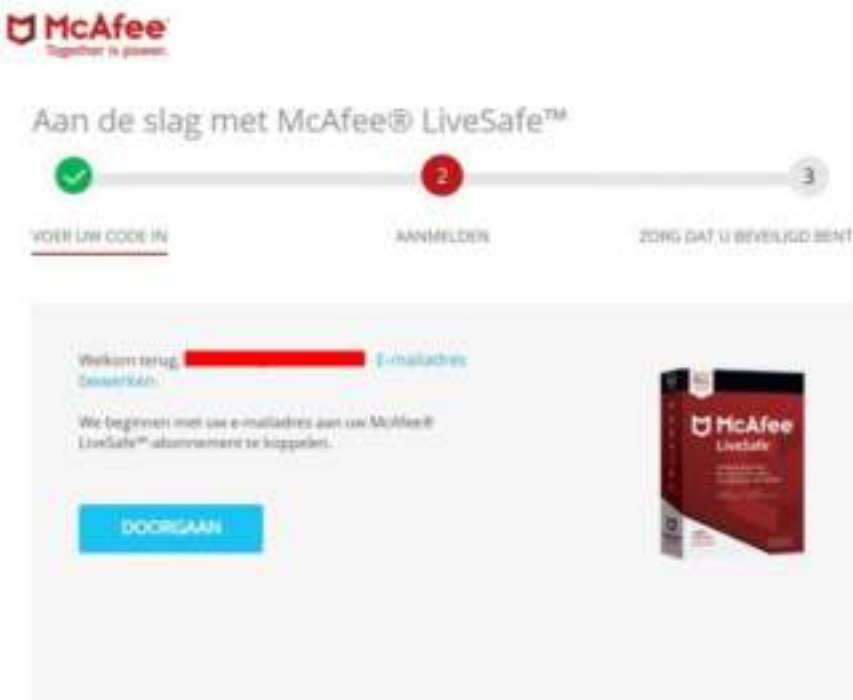 McAfee
Together is power.
Aan de slag met McAfee® LiveSafe™
2
3
VOER UW CODE IN
AANMELDEN
ZORG DAT U BEVEILIGD BENT
Welkom terug, E-mailadres
bewerken
We beginnen met uw e-mailadres aan uw McAfee®
LiveSafe™-abonnement te koppelen.
DOORGAAN
McAfee
LiveSafe